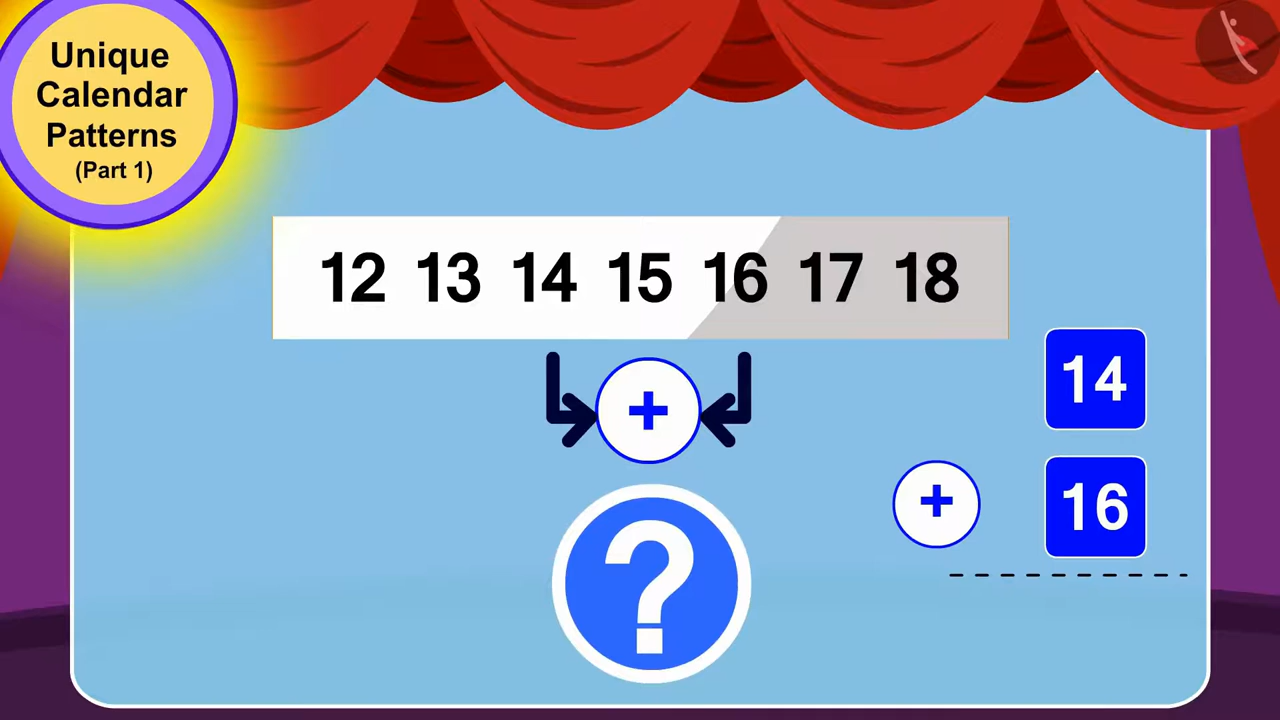 Unique
Calendar
Patterns
(Part 1)
12 13 14 15 16 17 18
+
?
14
+ 16